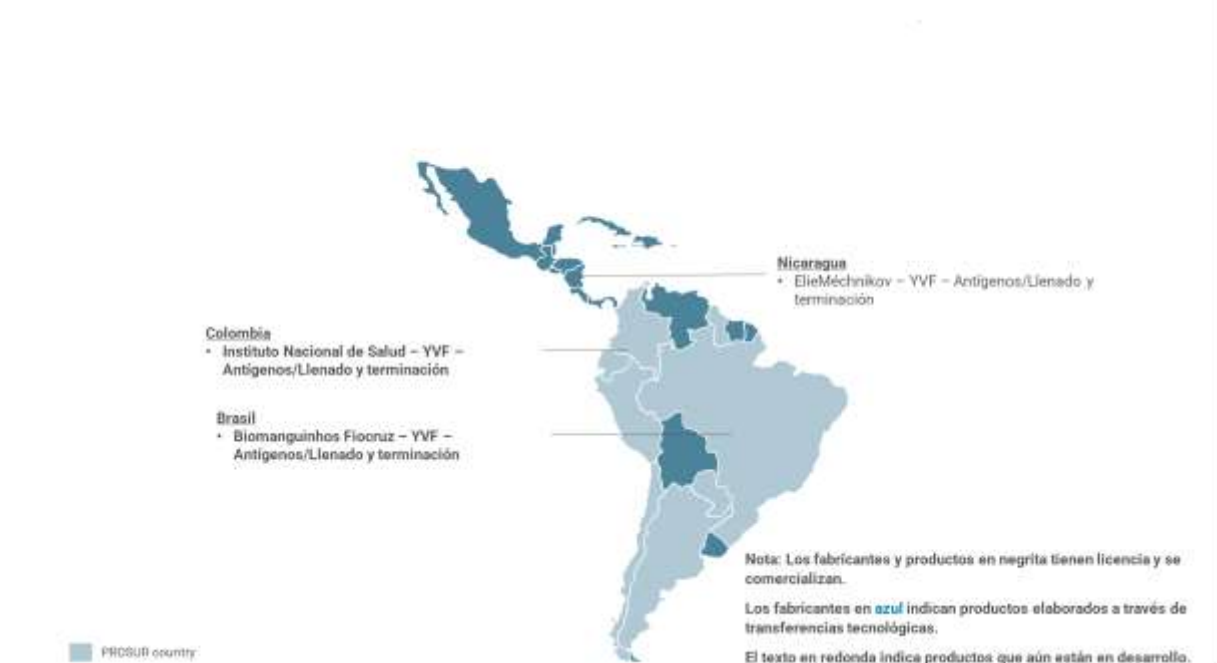 Nicaragua
• ElieMéchnikov – YVF – Antígenos/Llenado y
terminación
Colombia
• Instituto Nacional de Salud – YVF –
Antígenos/Llenado y terminación
Brasil
• Biomanguinhos Fiocruz – YVF –
Antígenos/Llenado y terminación
Nota: Los fabricantes y productos en negrita tienen licencia y se
comercializan.
Los fabricantes en azul indican productos elaborados a través de
transferencias tecnológicas.
El texto en redonda indica productos que aún están en desarrollo.
PROSUR country